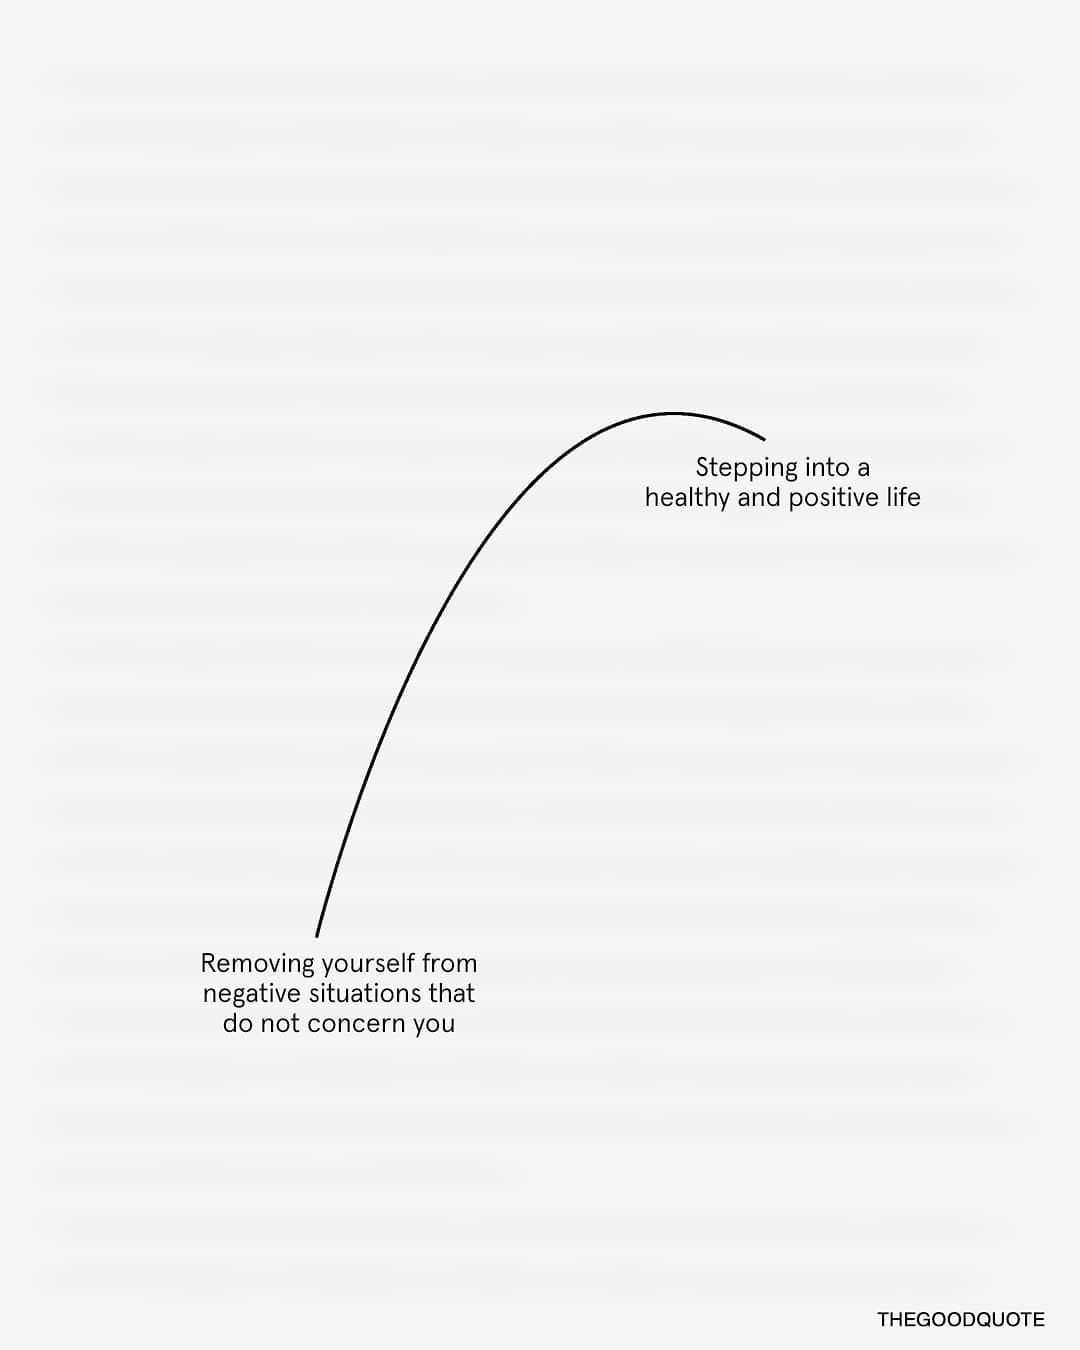 Stepping into a
healthy and positive life
Removing yourself from
negative situations that
do not concern you
THEGOODQUOTE